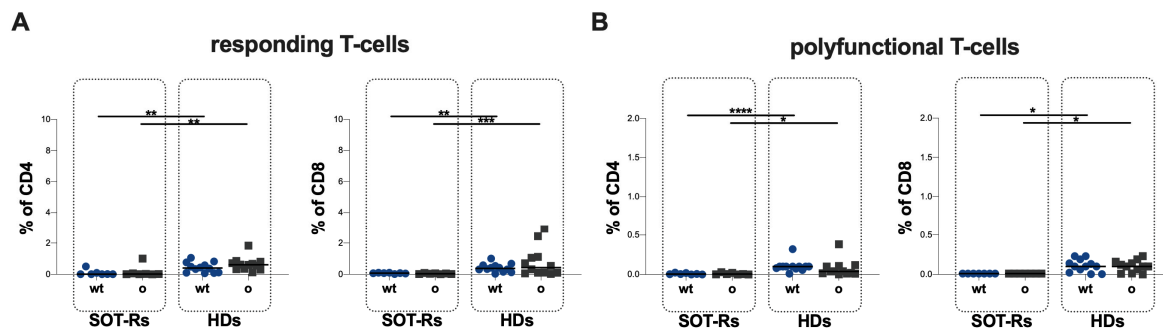 A
B
responding T-cells
polyfunctional T-cells
% of CD4
10
8
6
4
2
0
**
**
wt
o
wt
o
SOT-Rs
HDs
% of CD8
10
8
6
4
2
0
**
***
wt
o
wt
o
SOT-Rs
HDs
% of CD4
2.0
1.5
1.0
0.5
0.0
****
*
wt
o
wt
o
SOT-Rs
HDs
% of CD8
2.0
1.5
1.0
0.5
0.0
*
*
wt
o
wt
o
SOT-Rs
HDs